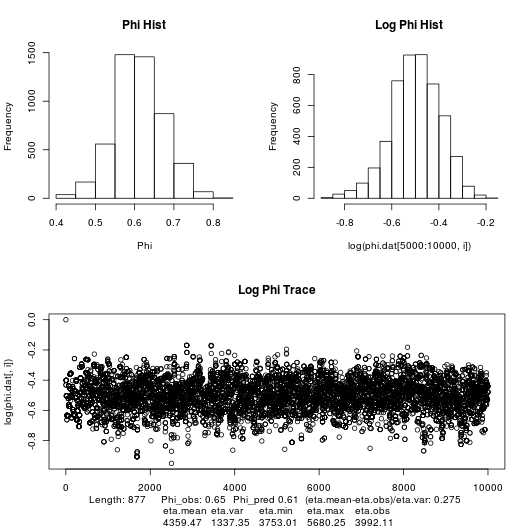 Phi Hist
Log Phi Hist
Frequency
0 500 1000 1500
0.4 0.5 0.6 0.7 0.8
Phi
Frequency
0 200 400 600 800
-0.8 -0.6 -0.4 -0.2
log(phi.dat[5000:10000, i])
Log Phi Trace
log(phi.dat[, i])
-0.8 -0.6 -0.4 -0.2 0.0
0 2000 4000 6000 8000 10000
Length: 877 Phi_obs: 0.65 Phi_pred 0.61 (eta.mean-eta.obs)/eta.var: 0.275
eta.mean eta.var eta.min eta.max eta.obs
4359.47 1337.35 3753.01 5680.25 3992.11